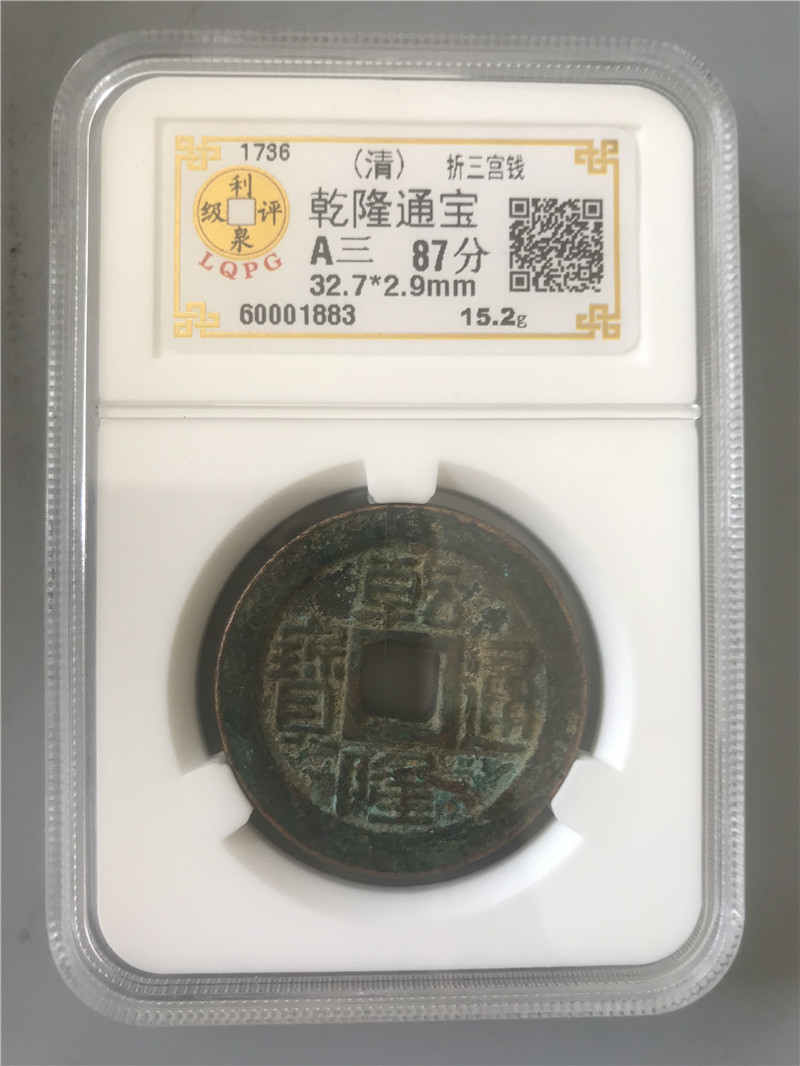 1736 （清） 折三宫钱
利泉评级
LQPG
乾隆通宝
A三 87分
32.7*2.9mm
60001883 15.2g
乾隆通寶